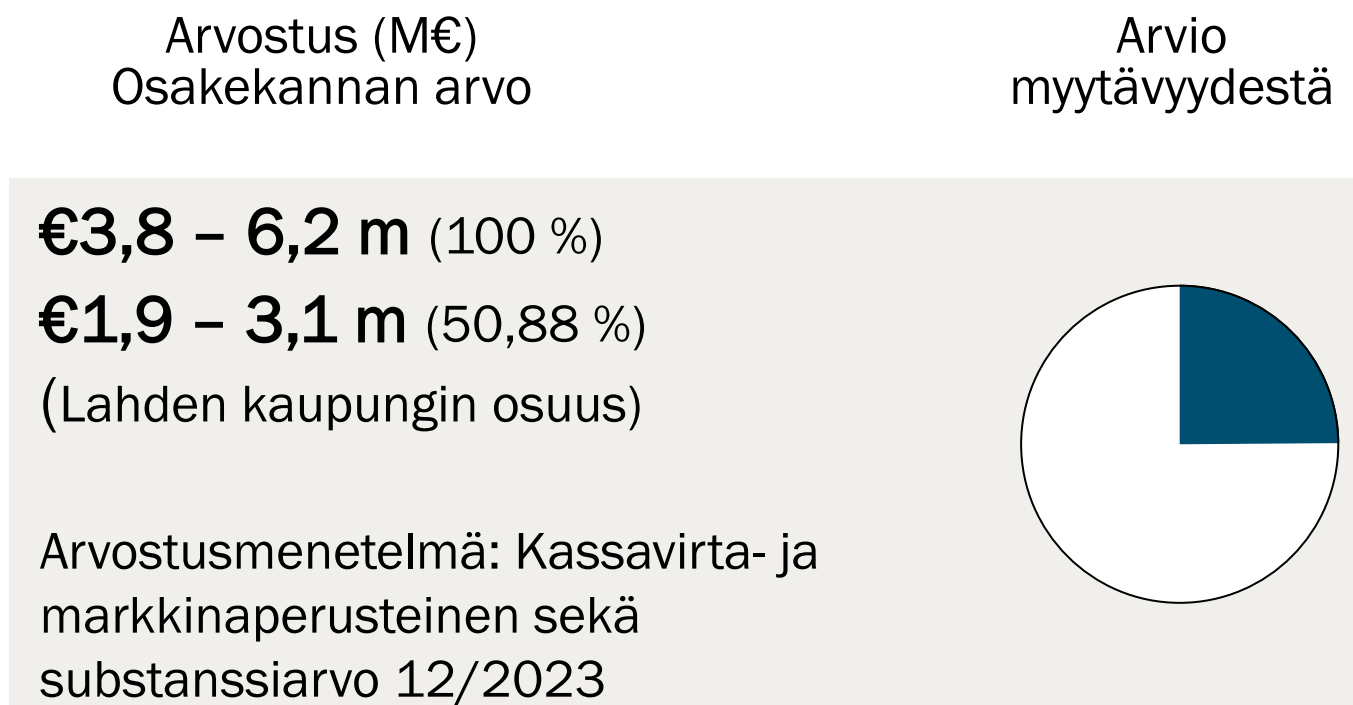 Arvostus (M€)
Osakekannan arvo
Arvio
myytävyydestä
€3,8 – 6,2 m (100 %)
€1,9 – 3,1 m (50,88 %)
(Lahden kaupungin osuus)
Arvostusmenetelmä: Kassavirta- ja
markkinaperusteinen sekä
substanssiarvo 12/2023